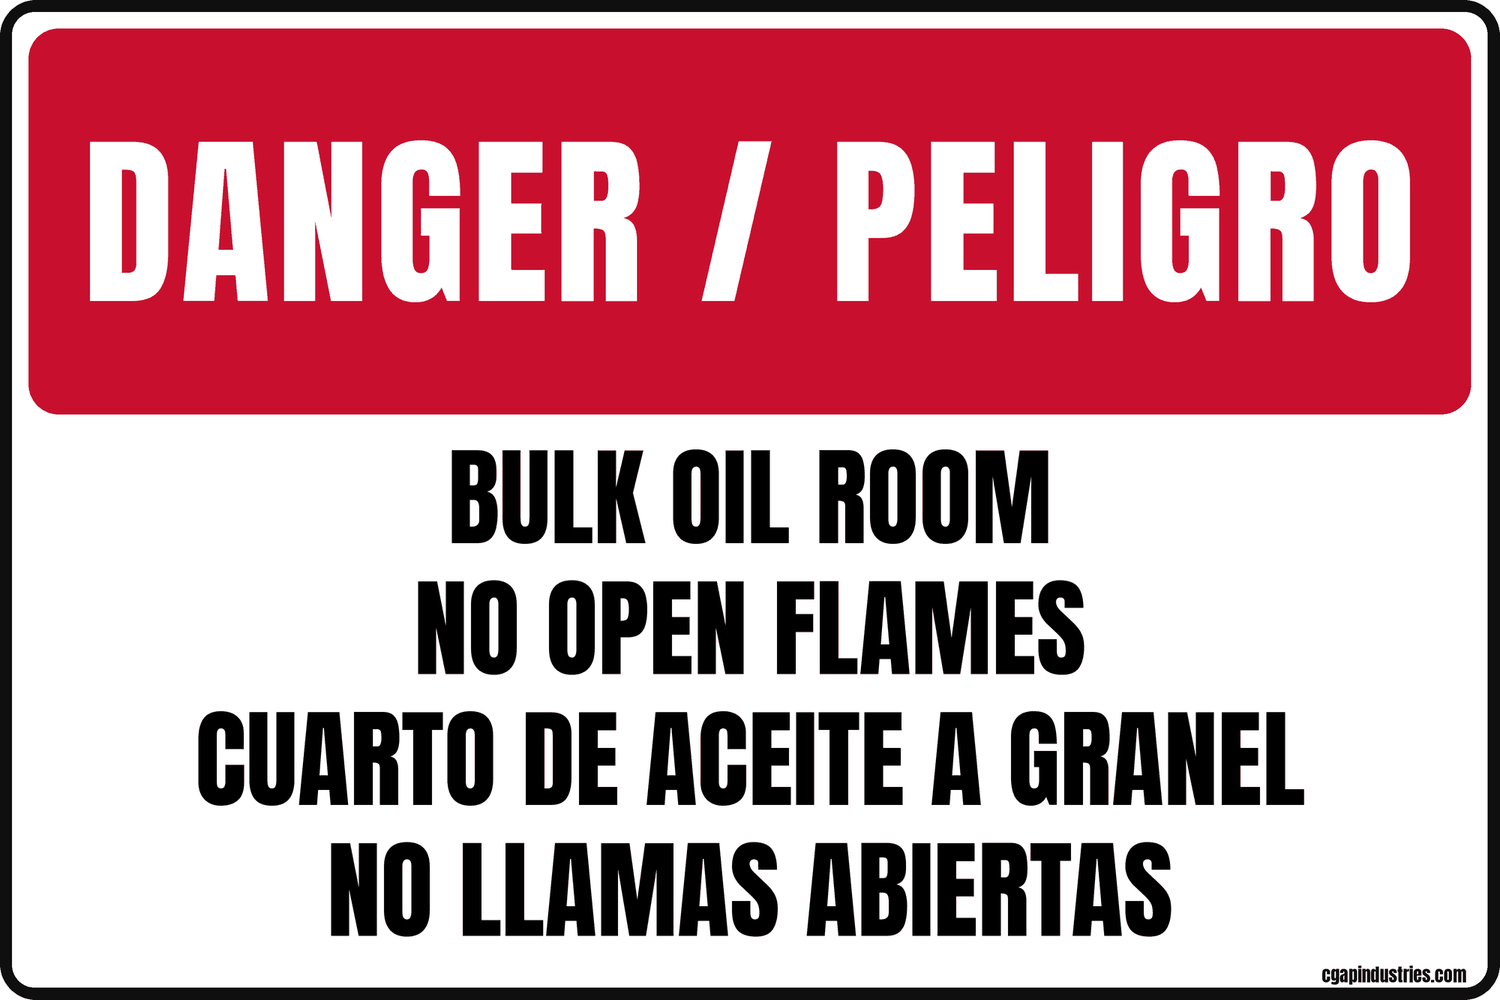 DANGER / PELIGRO
BULK OIL ROOM
NO OPEN FLAMES
CUARTO DE ACEITE A GRANEL
NO LLAMAS ABIERTAS
cgapindustries.com